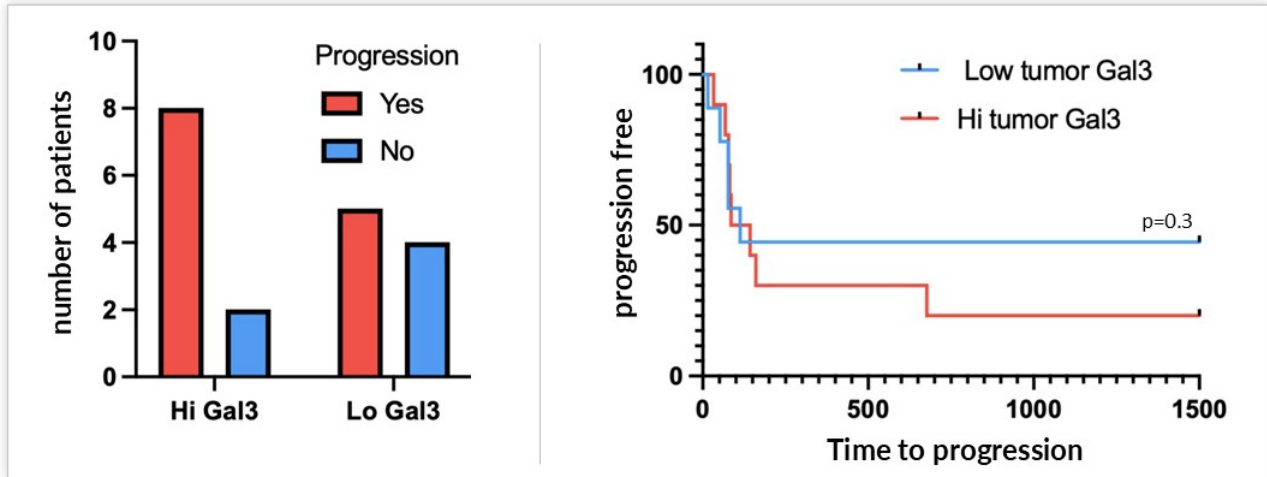 10
8
6
4
2
0
number of patients
Progression
Yes
No
Hi Gal3
Lo Gal3
100
50
0
progression free
Low tumor Gal3
Hi tumor Gal3
p=0.3
0
500
1000
1500
Time to progression